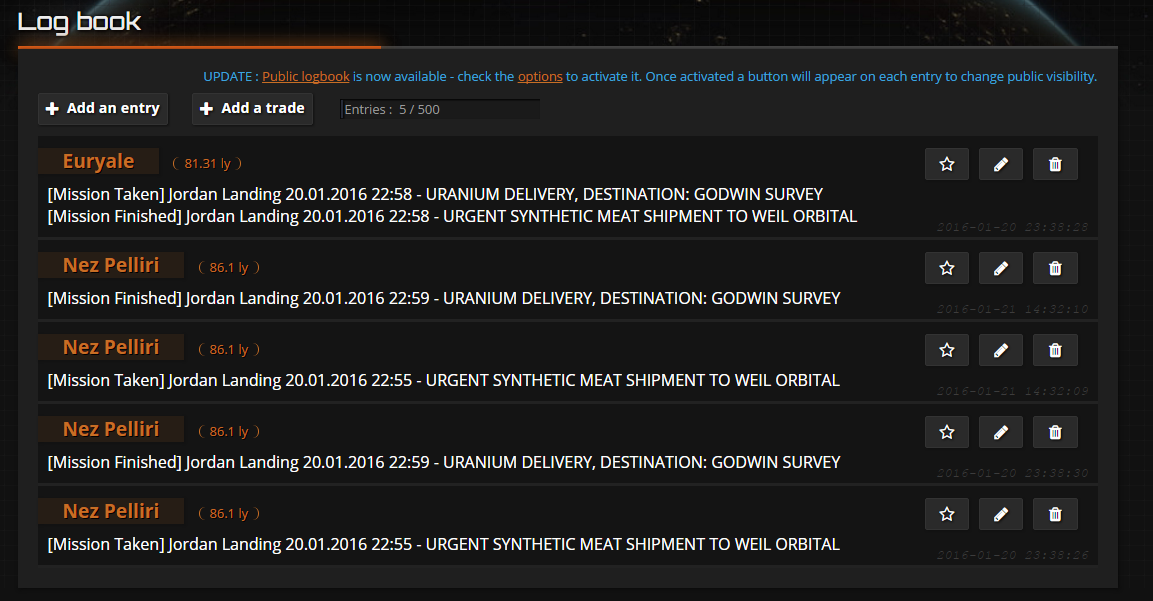 Log book
UPDATE : Public logbook is now available - check the options to activate it. Once activated a button will appear on each entry to change public visibility.
Add an entry Add a trade Entries : 5 / 500
Euryale ( 81.31 ly )
[Mission Taken] Jordan Landing 20.01.2016 22:58 - URANIUM DELIVERY, DESTINATION: GODWIN SURVEY
[Mission Finished] Jordan Landing 20.01.2016 22:58 - URGENT SYNTHETIC MEAT SHIPMENT TO WEIL ORBITAL
2016-01-20 23:38:28
Nez Pelliri ( 86.1 ly )
[Mission Finished] Jordan Landing 20.01.2016 22:59 - URANIUM DELIVERY, DESTINATION: GODWIN SURVEY
2016-01-21 14:32:10
Nez Pelliri ( 86.1 ly )
[Mission Taken] Jordan Landing 20.01.2016 22:55 - URGENT SYNTHETIC MEAT SHIPMENT TO WEIL ORBITAL
2016-01-21 14:32:09
Nez Pelliri ( 86.1 ly )
[Mission Finished] Jordan Landing 20.01.2016 22:59 - URANIUM DELIVERY, DESTINATION: GODWIN SURVEY
2016-01-20 23:38:30
Nez Pelliri ( 86.1 ly )
[Mission Taken] Jordan Landing 20.01.2016 22:55 - URGENT SYNTHETIC MEAT SHIPMENT TO WEIL ORBITAL
2016-01-20 23:38:26